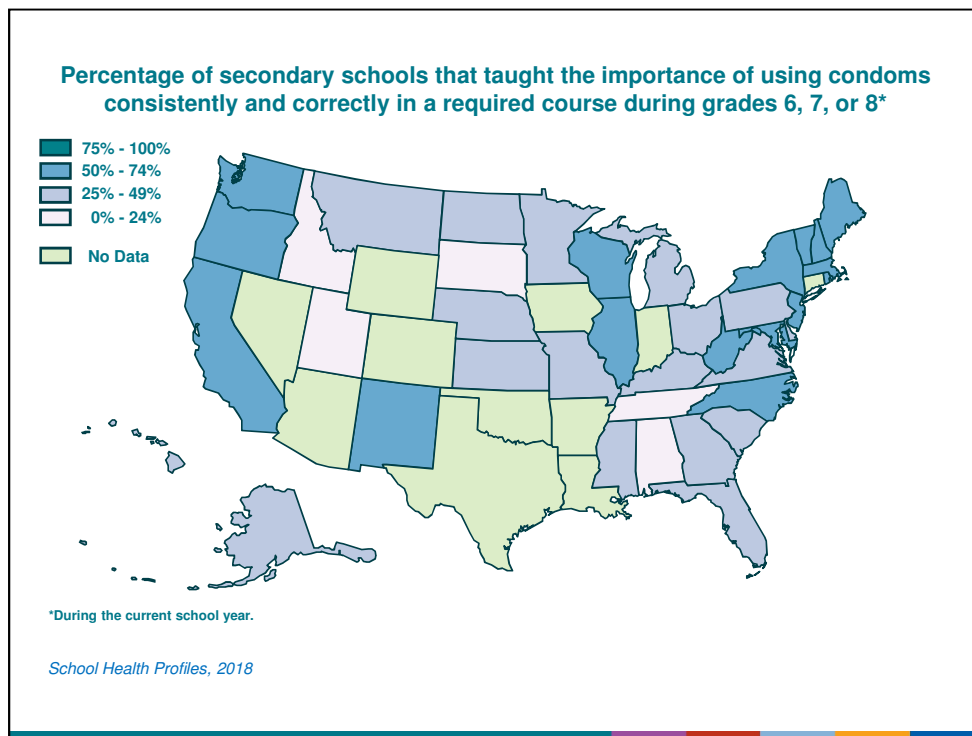 Percentage of secondary schools that taught the importance of using condoms
consistently and correctly in a required course during grades 6, 7, or 8*
75% - 100%
50% - 74%
25% - 49%
0% - 24%
No Data
*During the current school year.
School Health Profiles, 2018